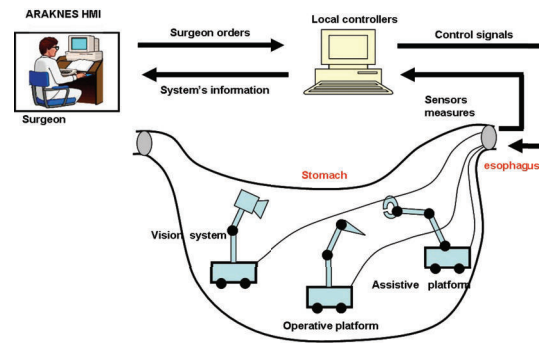 ARAKNES HMI
Surgeon orders
Local controllers
Control signals
System's information
Sensors
measures
Surgeon
Stomach
esophagus
Vision system
Assistive platform
Operative platform